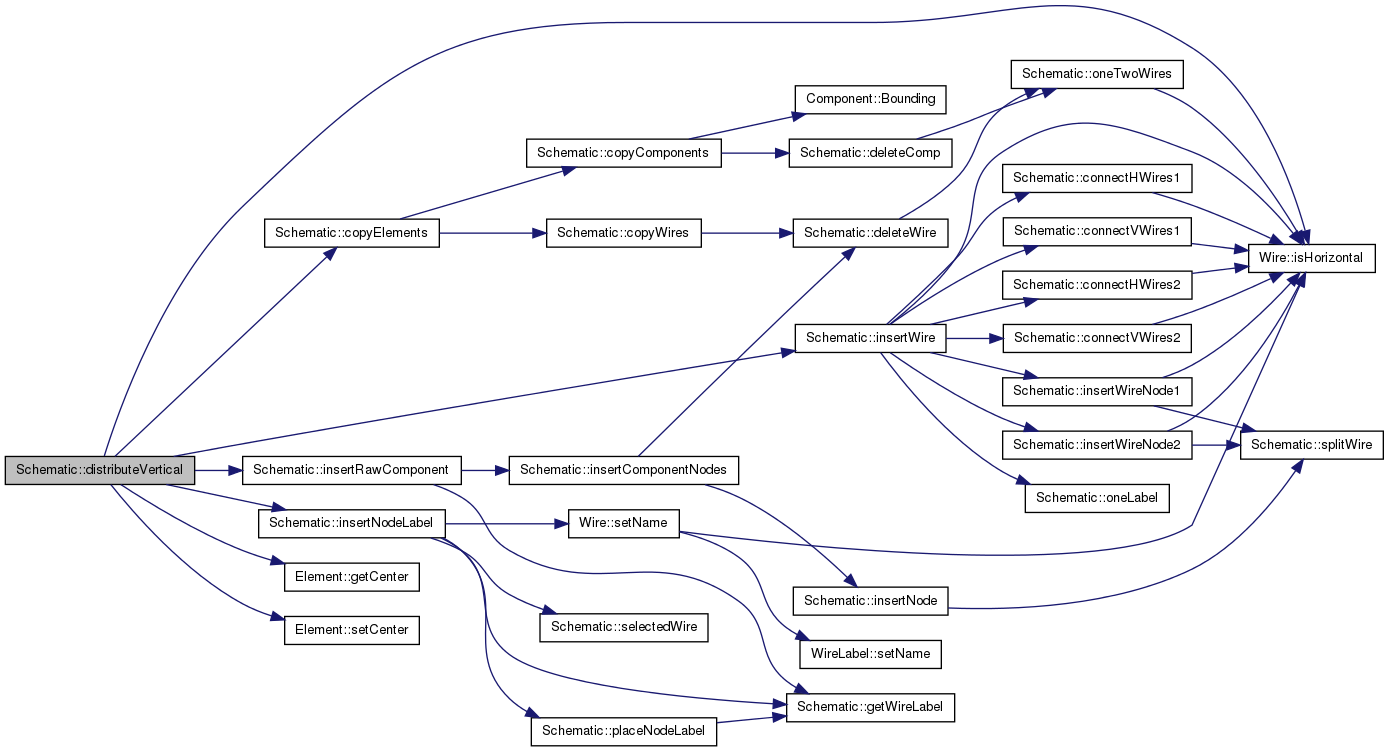 Schematic::oneTwoWires
Component::Bounding
Schematic::copyComponents
Schematic::deleteComp
Schematic::connectHWires1
Schematic::copyElements
Schematic::copyWires
Schematic::deleteWire
Schematic::connectVWires1
Wire::isHorizontal
Schematic::connectHWires2
Schematic::insertWire
Schematic::connectVWires2
Schematic::insertWireNode1
Schematic::insertWireNode2
Schematic::splitWire
Schematic::distributeVertical
Schematic::insertRawComponent
Schematic::insertComponentNodes
Schematic::oneLabel
Schematic::insertNodeLabel
Wire::setName
Element::getCenter
Schematic::insertNode
Element::setCenter
Schematic::selectedWire
WireLabel::setName
Schematic::getWireLabel
Schematic::placeNodeLabel